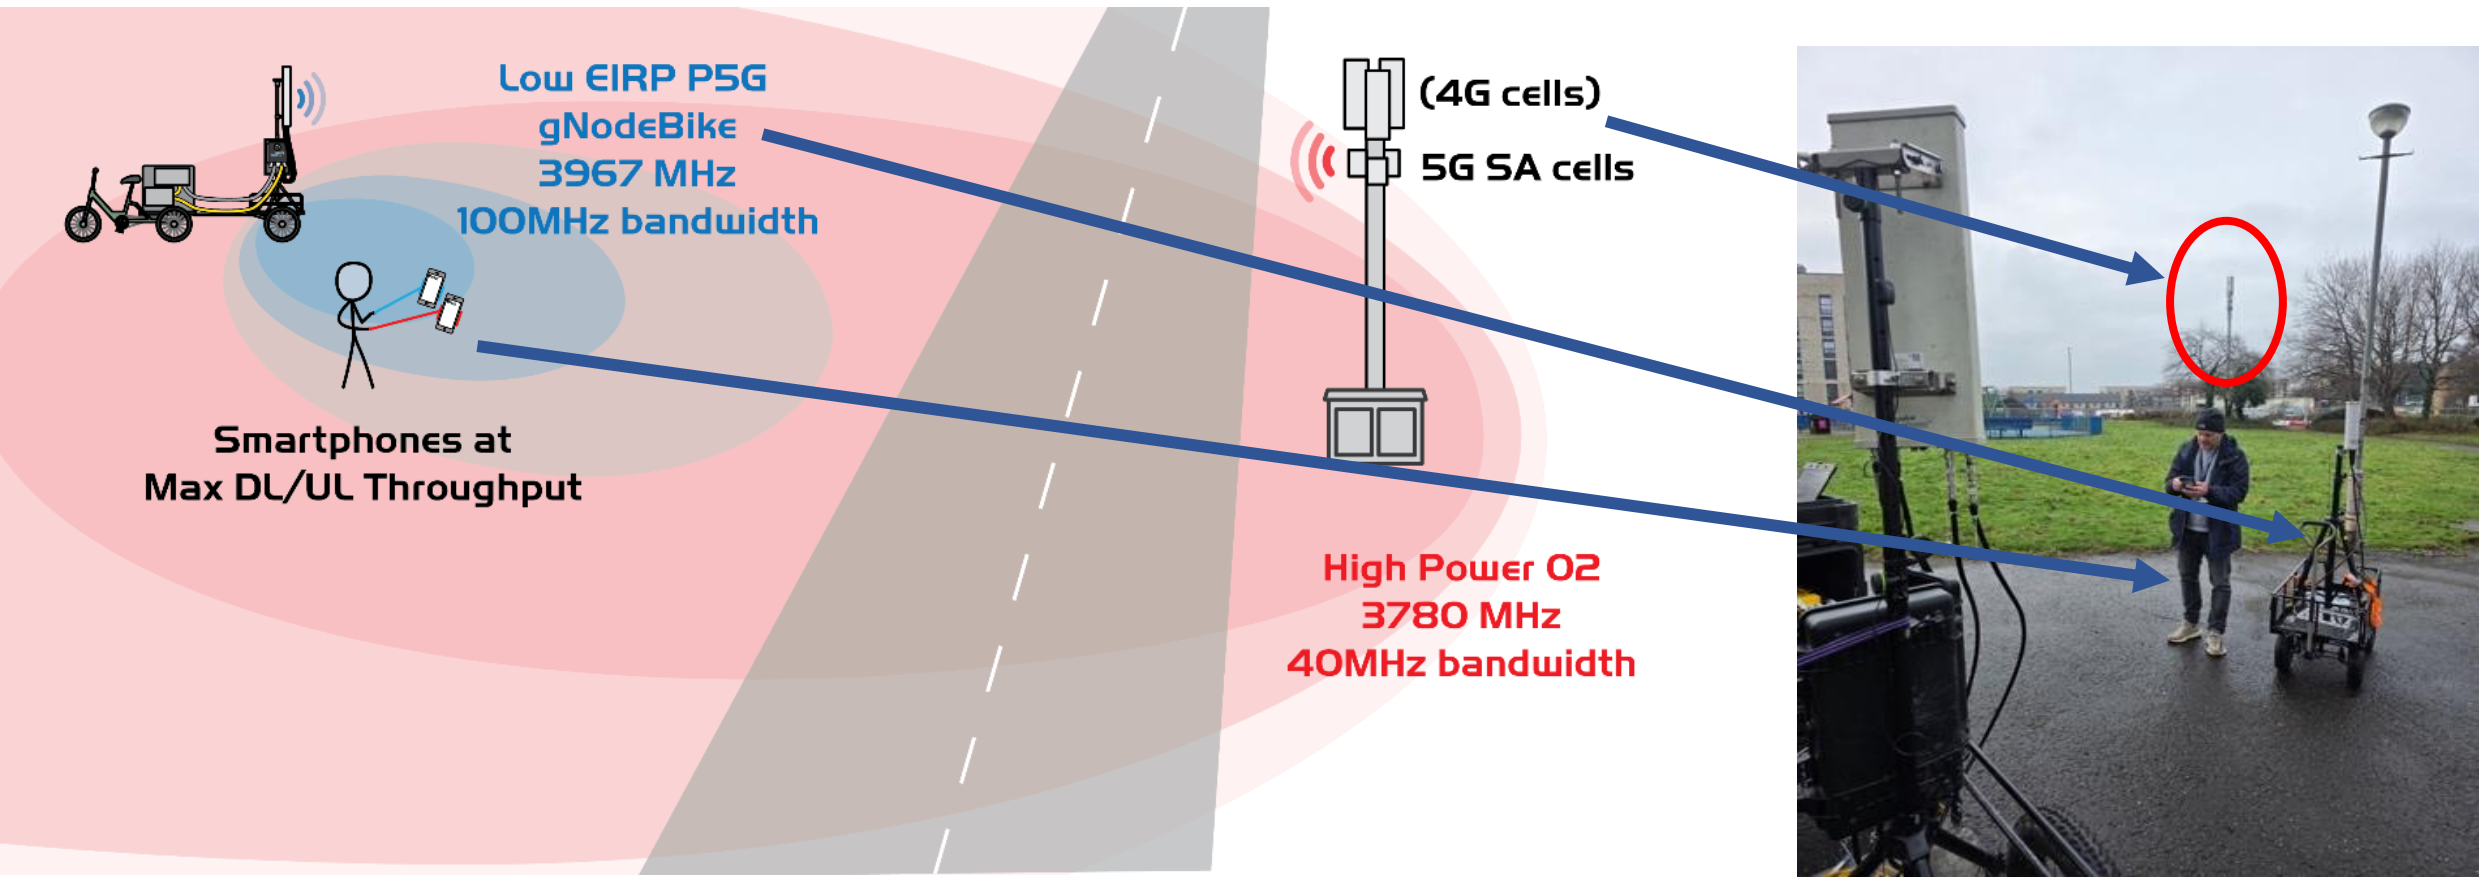 Low EIRP P5G
gNodeBike
3967 MHz
100MHz bandwidth
(4G cells)
5G SA cells
Smartphones at
Max DL/UL Throughput
High Power O2
3780 MHz
40MHz bandwidth